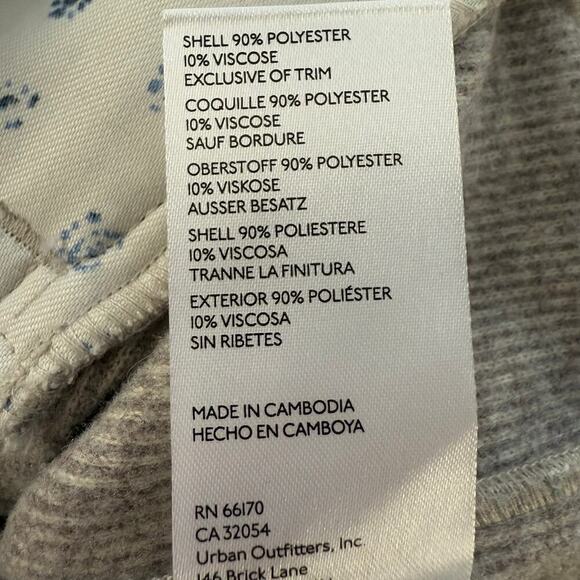 SHELL 90% POLYESTER
10% VISCOSE
EXCLUSIVE OF TRIM
COQUILLE 90% POLYESTER
10% VISCOSE
SAUF BORDURE
OBERSTOFF 90% POLYESTER
10% VISKOSE
AUSSER BESATZ
SHELL 90% POLIESTERE
10% VISCOSA
TRANNE LA FINITURA
EXTERIOR 90% POLIÉSTER
10% VISCOSA
SIN RIBETES
MADE IN CAMBODIA
HECHO EN CAMBOYA
RN 66170
CA 32054
Urban Outfitters, Inc.
146 Brick Lane